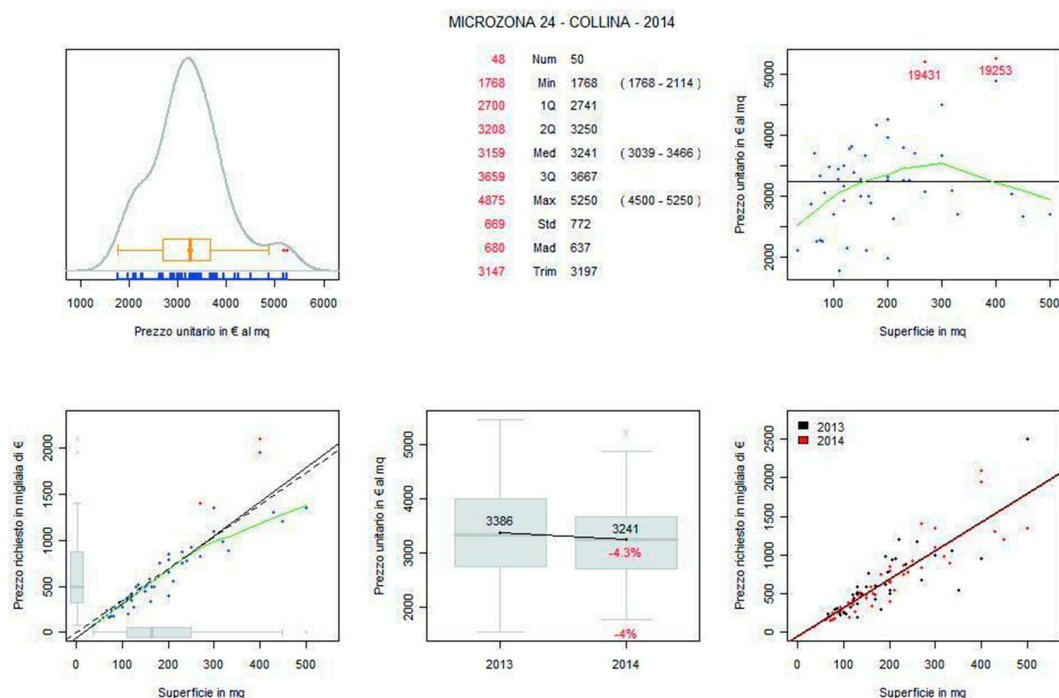 MICROZONA 24 - COLLINA - 2014
1000 2000 3000 4000 5000 6000
Prezzo unitario in € al mq
48 Num 50
1768 Min 1768 ( 1768 - 2114 )
2700 1Q 2741
3208 2Q 3250
3159 Med 3241 ( 3039 - 3466 )
3659 3Q 3667
4875 Max 5250 ( 4500 - 5250 )
669 Std 772
680 Mad 637
3147 Trim 3197
Prezzo unitario in € al mq
5000
4000
3000
2000
19431 19253
100 200 300 400 500
Superficie in mq
Prezzo richiesto in migliaia di €
2000
1500
1000
500
0
0 100 200 300 400 500
Superficie in mq
Prezzo unitario in € al mq
5000
4000
3000
2000
3386 3241
-4.3%
-4%
2013 2014
Prezzo richiesto in migliaia di €
2500
1500
1000
500
0
2013
2014
0 100 200 300 400 500
Superficie in mq